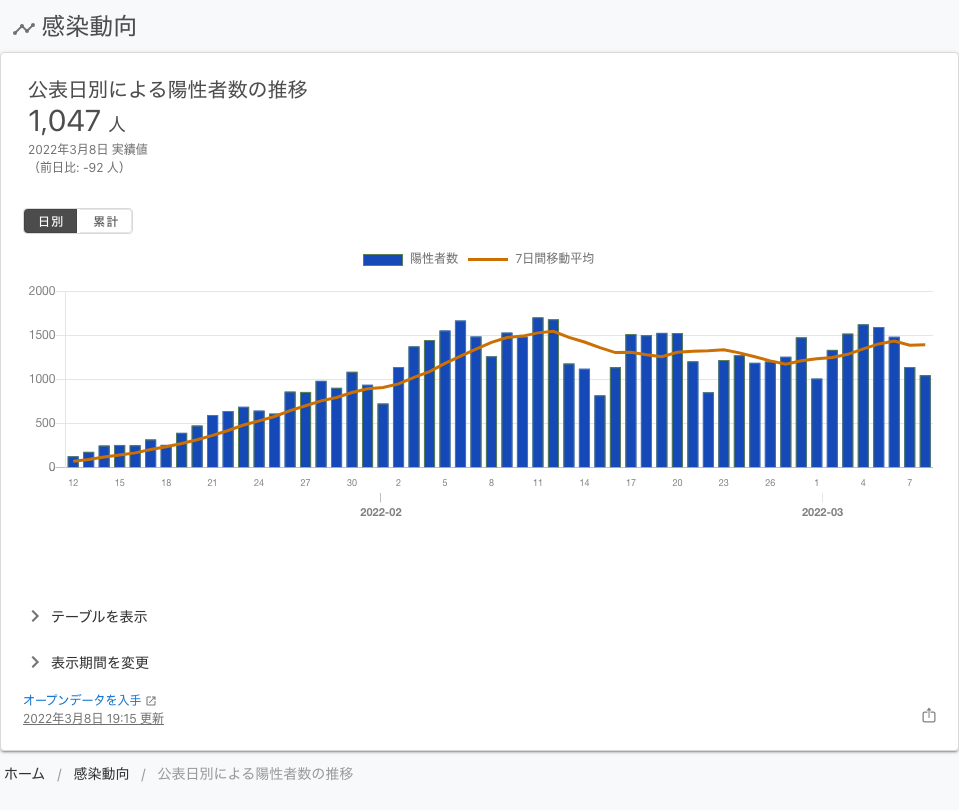 感染動向
公表日別による陽性者数の推移
1,047 人
2022年3月8日 実績値
（前日比: -92 人）
日別 累計
陽性者数 7日間移動平均
2000
1500
1000
500
0
12 15 18 21 24 27 30 2 5 8 11 14 17 20 23 26 1 4 7
2022-02 2022-03
テーブルを表示
表示期間を変更
オープンデータを入手
2022年3月8日 19:15 更新
ホーム / 感染動向 / 公表日別による陽性者数の推移